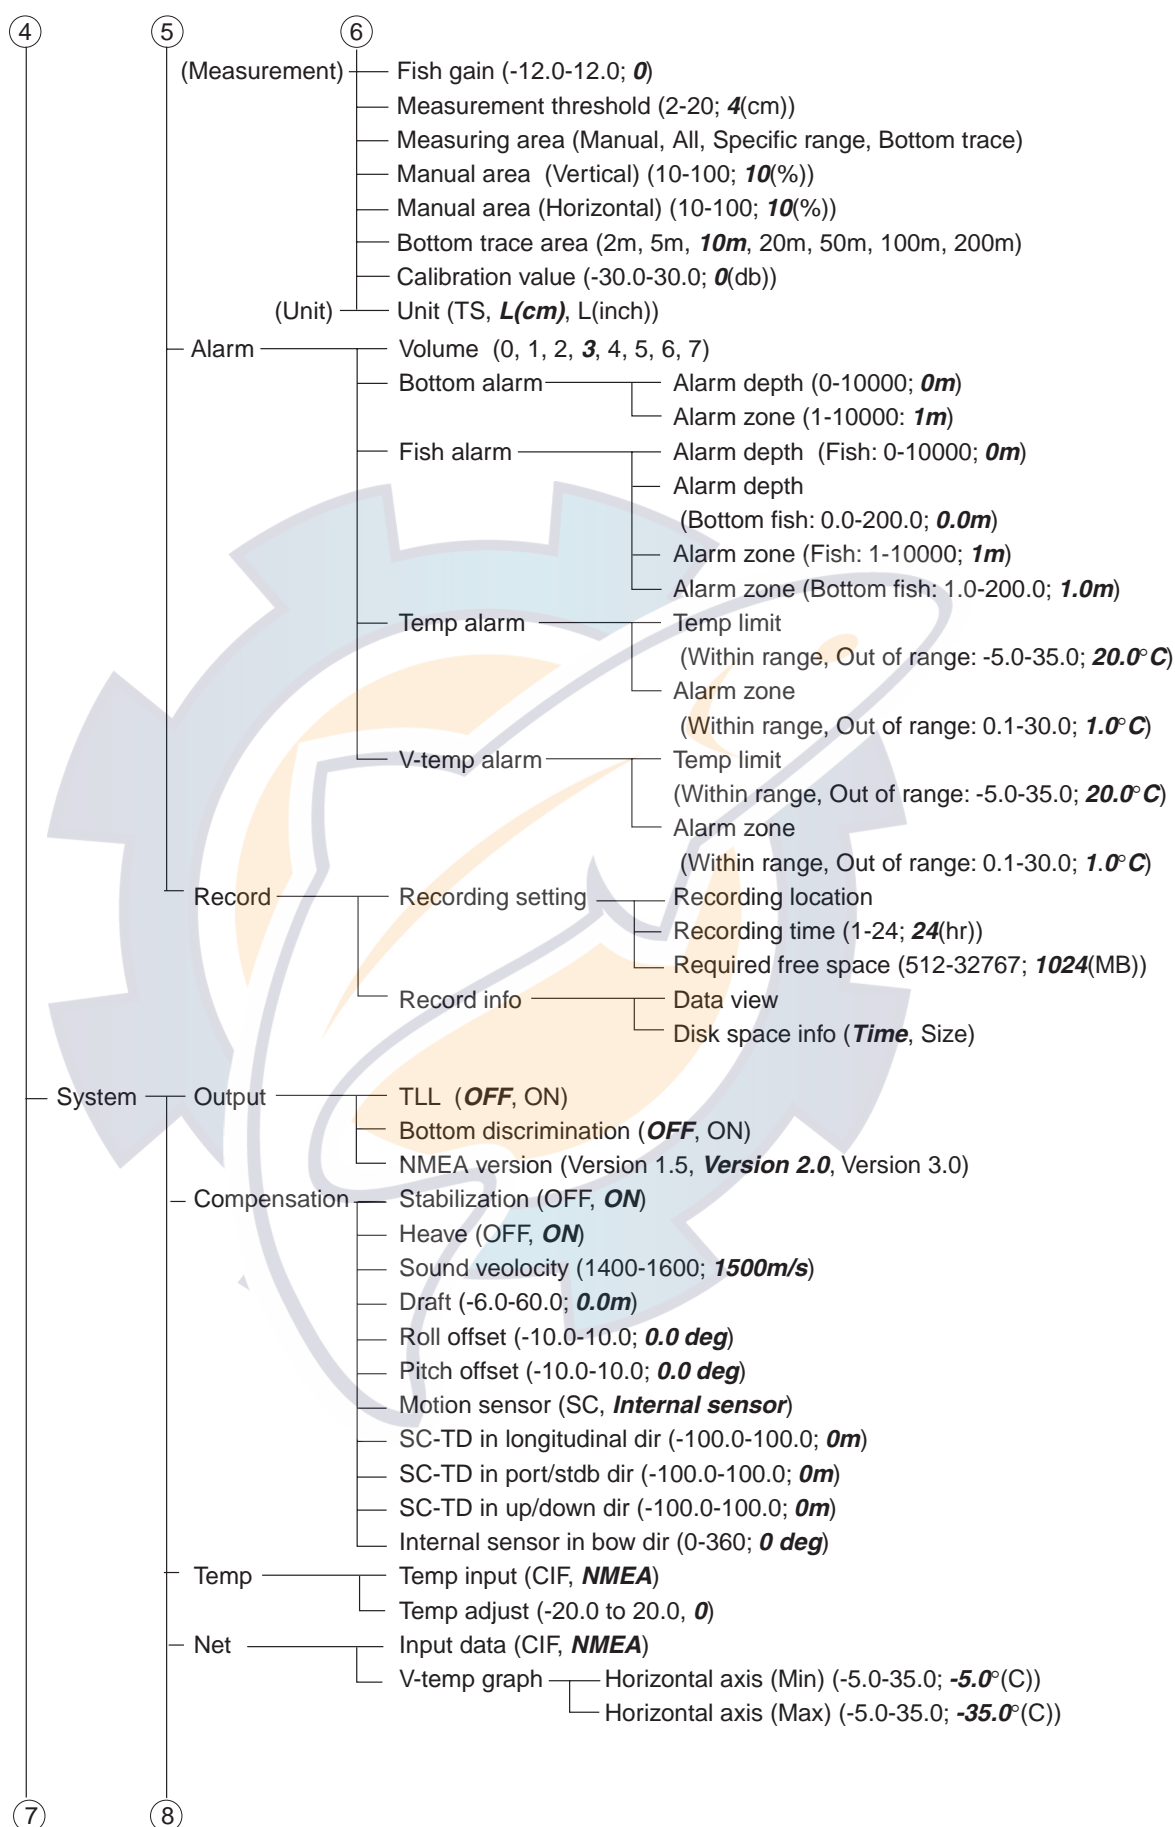 4 5 6
(Measurement) Fish gain (-12.0-12.0; 0)
Measurement threshold (2-20; 4(cm))
Measuring area (Manual, All, Specific range, Bottom trace)
Manual area (Vertical) (10-100; 10(%))
Manual area (Horizontal) (10-100; 10(%))
Bottom trace area (2m, 5m, 10m, 20m, 50m, 100m, 200m)
Calibration value (-30.0-30.0; 0(db))
(Unit) Unit (TS, L(cm), L(inch))
Alarm Volume (0, 1, 2, 3, 4, 5, 6, 7)
Bottom alarm Alarm depth (0-10000; 0m)
Alarm zone (1-10000: 1m)
Fish alarm Alarm depth (Fish: 0-10000; 0m)
Alarm depth
(Bottom fish: 0.0-200.0; 0.0m)
Alarm zone (Fish: 1-10000; 1m)
Alarm zone (Bottom fish: 1.0-200.0; 1.0m)
Temp alarm Temp limit
(Within range, Out of range: -5.0-35.0; 20.0°C)
Alarm zone
(Within range, Out of range: 0.1-30.0; 1.0°C)
V-temp alarm Temp limit
(Within range, Out of range: -5.0-35.0; 20.0°C)
Alarm zone
(Within range, Out of range: 0.1-30.0; 1.0°C)
Record Recording setting Recording location
Recording time (1-24; 24(hr))
Required free space (512-32767; 1024(MB))
Record info Data view
Disk space info (Time, Size)
System Output TLL (OFF, ON)
Bottom discrimination (OFF, ON)
NMEA version (Version 1.5, Version 2.0, Version 3.0)
Compensation Stabilization (OFF, ON)
Heave (OFF, ON)
Sound veolocity (1400-1600; 1500m/s)
Draft (-6.0-60.0; 0.0m)
Roll offset (-10.0-10.0; 0.0 deg)
Pitch offset (-10.0-10.0; 0.0 deg)
Motion sensor (SC, Internal sensor)
SC-TD in longitudinal dir (-100.0-100.0; 0m)
SC-TD in port/stdb dir (-100.0-100.0; 0m)
SC-TD in up/down dir (-100.0-100.0; 0m)
Internal sensor in bow dir (0-360; 0 deg)
Temp Temp input (CIF, NMEA)
Temp adjust (-20.0 to 20.0, 0)
Net Input data (CIF, NMEA)
V-temp graph Horizontal axis (Min) (-5.0-35.0; -5.0°(C))
Horizontal axis (Max) (-5.0-35.0; -35.0°(C))
7 8